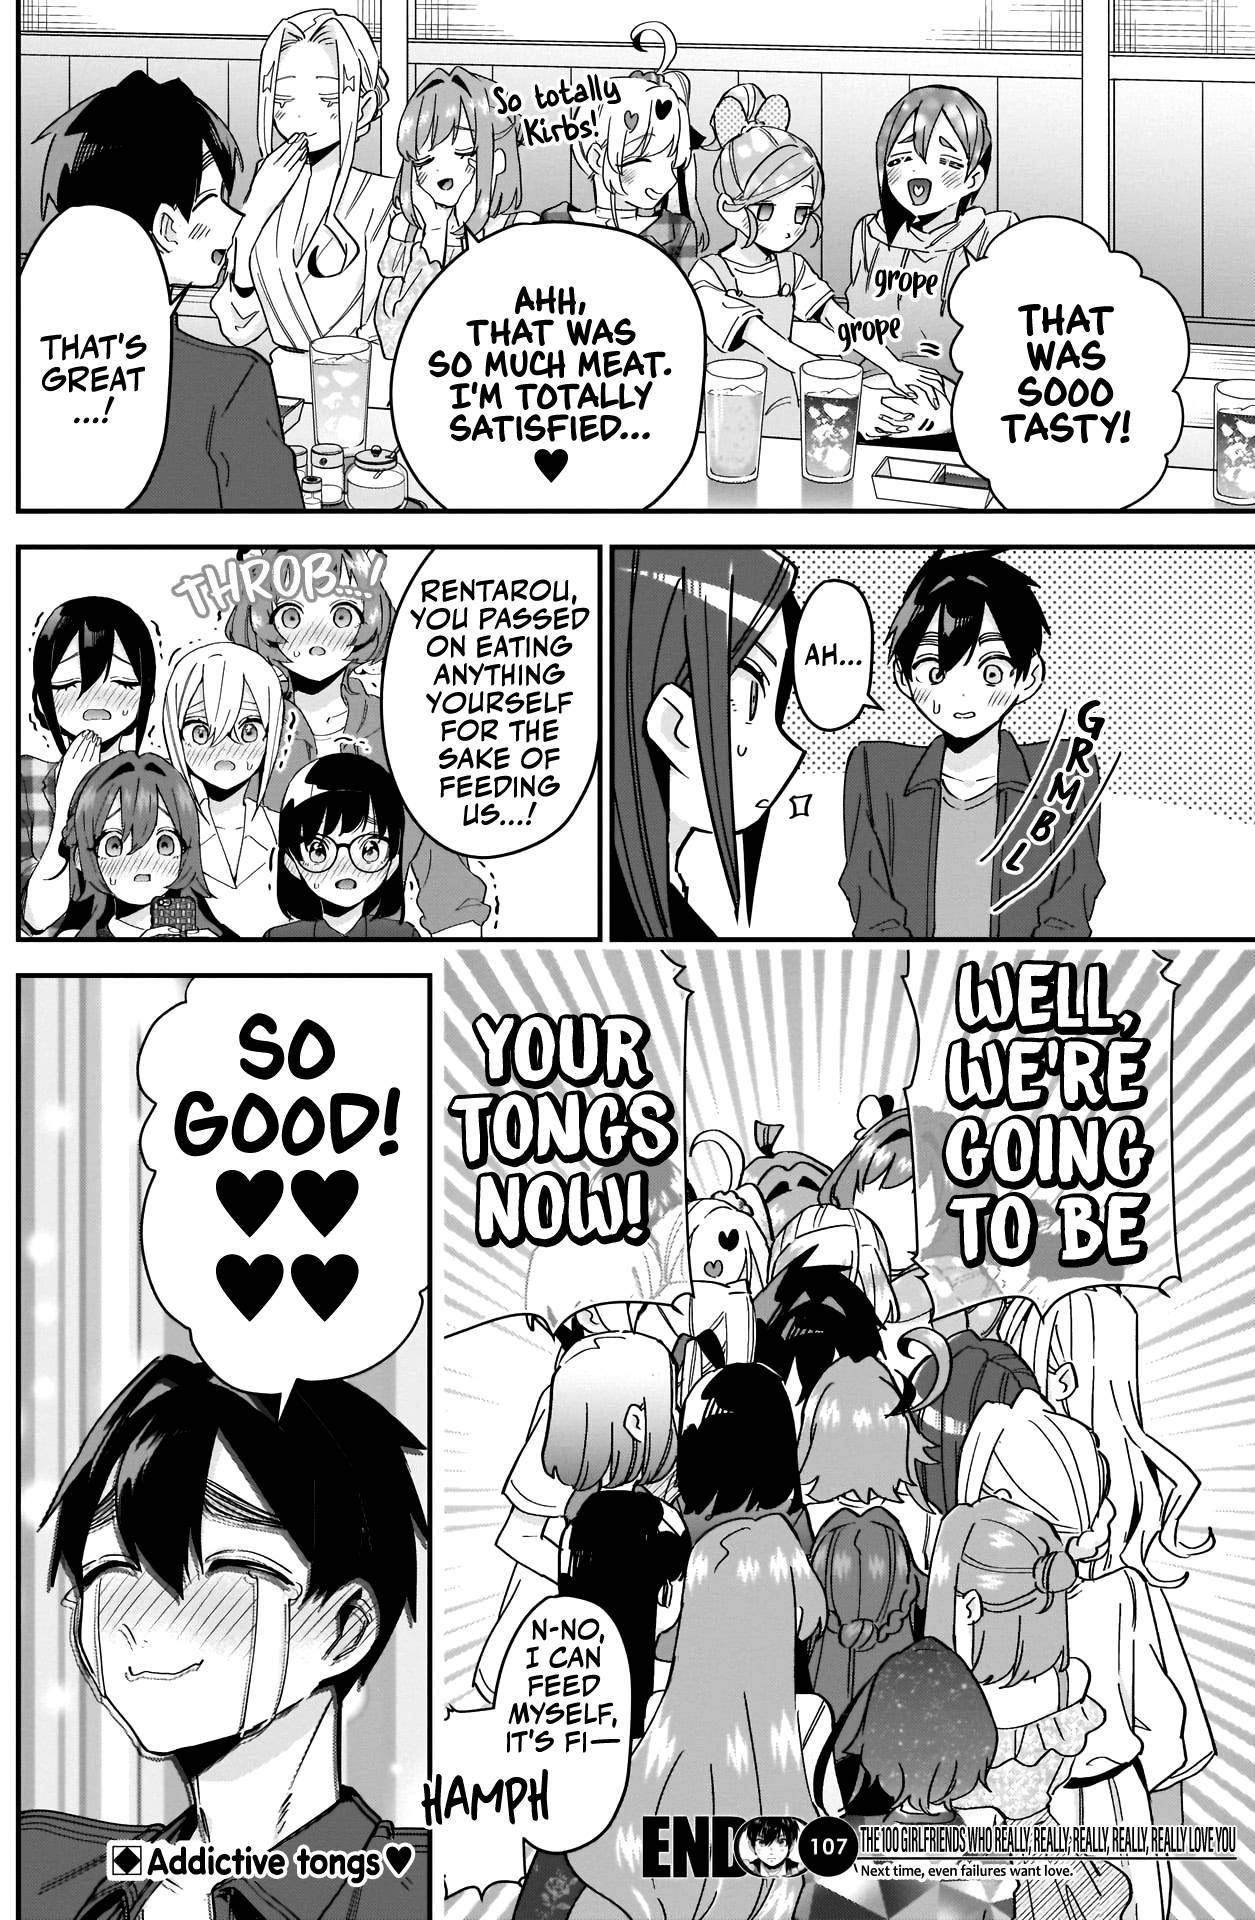 THAT
WAS
SOOO
TASTY!
grope
grope
So totally
Kirbs!
AHH,
THAT WAS
SO MUCH MEAT.
I'M TOTALLY
SATISFIED...
♥
THAT'S
GREAT
...!
GRMBL
AH...
RENTAROU,
YOU PASSED
ON EATING
ANYTHING
YOURSELF
FOR THE
SAKE OF
FEEDING
US...!
THROB...!
WELL,
WE'RE
GOING
TO BE
YOUR
TONGS
NOW!
N-NO,
I CAN
FEED
MYSELF,
IT'S FI—
HAMPH
SO
GOOD!
♥♥
♥♥
Addictive tongs♥
END 107 THE 100 GIRLFRIENDS WHO REALLY, REALLY, REALLY, REALLY, REALLY LOVE YOU
Next time, even failures want love.